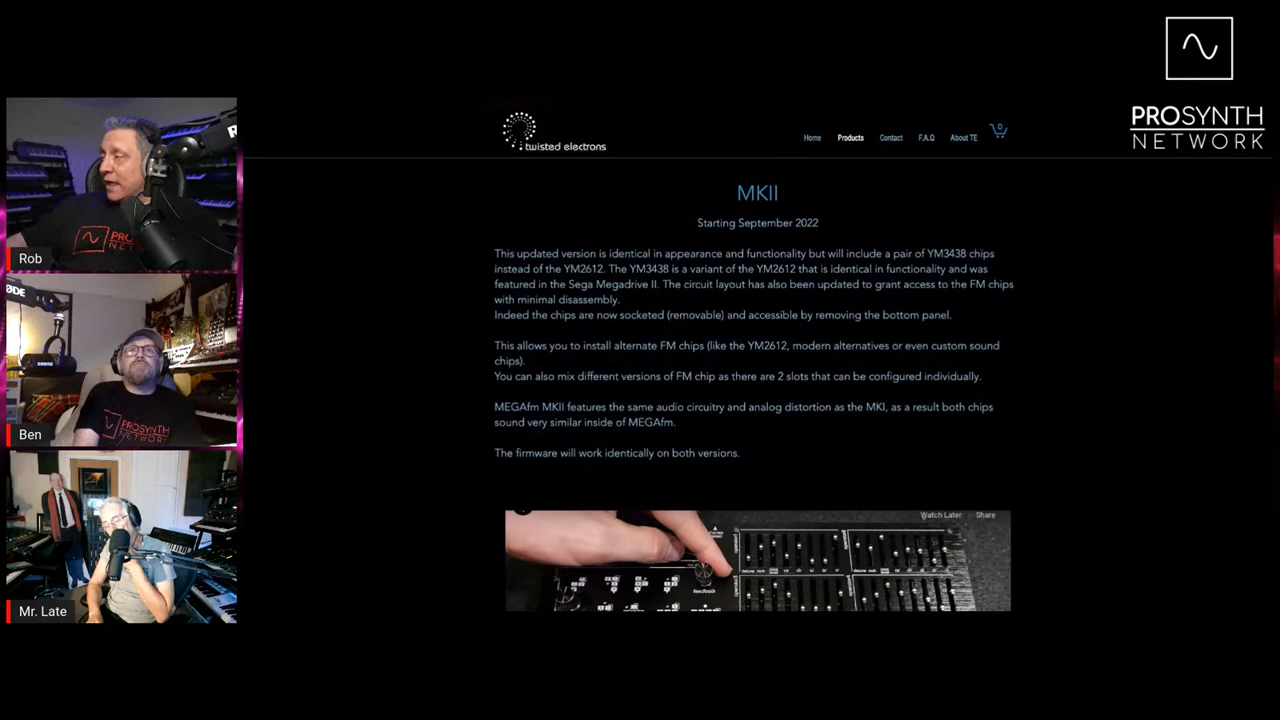 PROSYNTH
NETWORK
twisted electrons
Home
Products
Contact
F.A.Q
About TE
0
MKII
Starting September 2022
This updated version is identical in appearance and functionality but will include a pair of YM3438 chips
instead of the YM2612. The YM3438 is a variant of the YM2612 that is identical in functionality and was
featured in the Sega Megadrive II. The circuit layout has also been updated to grant access to the FM chips
with minimal disassembly.
Indeed the chips are now socketed (removable) and accessible by removing the bottom panel.
This allows you to install alternate FM chips (like the YM2612, modern alternatives or even custom sound
chips).
You can also mix different versions of FM chip as there are 2 slots that can be configured individually.
MEGAfm MKII features the same audio circuitry and analog distortion as the MKI, as a result both chips
sound very similar inside of MEGAfm.
The firmware will work identically on both versions.
Watch Later
Share
feedback
Rob
PROSYNTH
NETWORK
Ben
Mr. Late